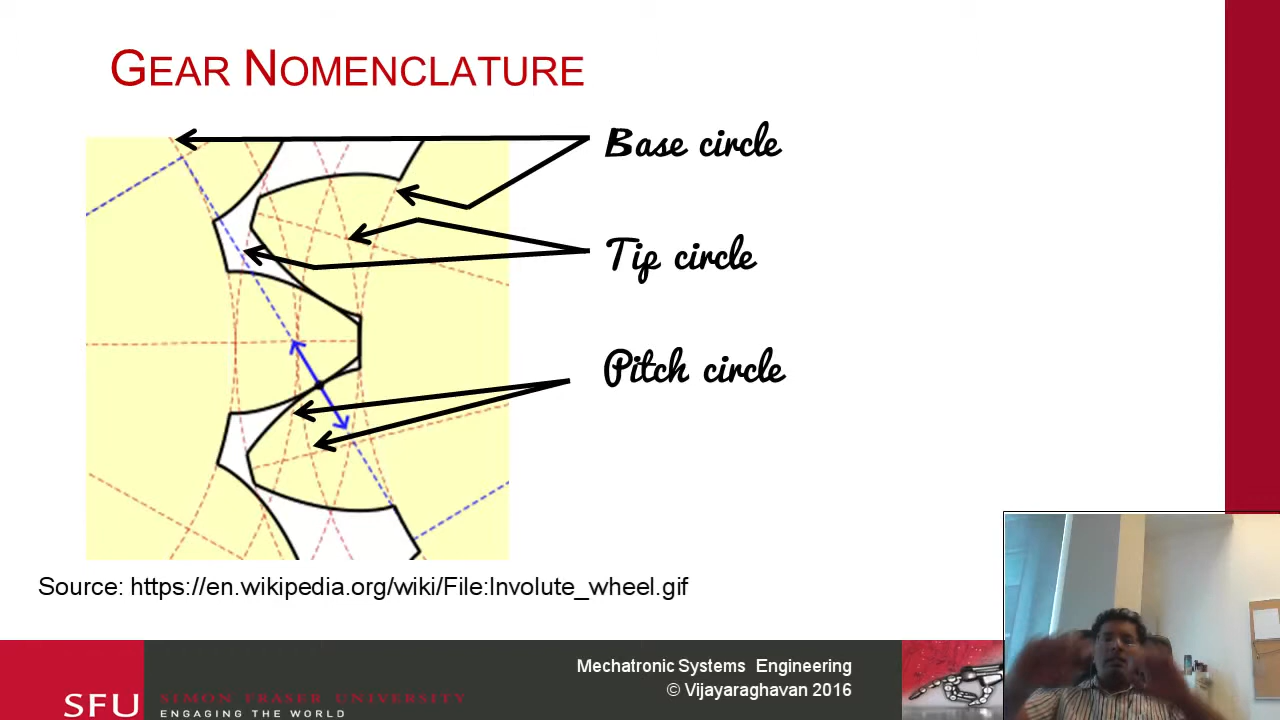 GEAR NOMENCLATURE
Base circle
Tip circle
Pitch circle
Source: https://en.wikipedia.org/wiki/File:Involute_wheel.gif
Mechatronic Systems Engineering
© Vijayaraghavan 2016
SFU
SIMON FRASER UNIVERSITY
ENGAGING THE WORLD